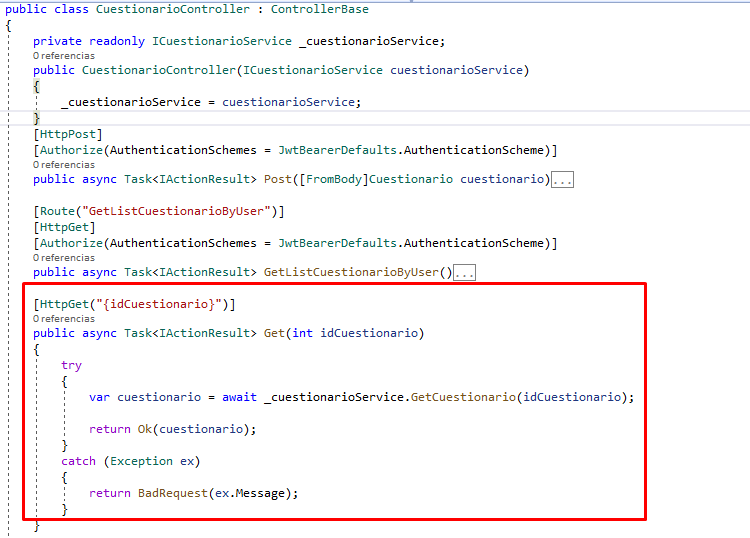 public class CuestionarioController : ControllerBase
{
private readonly ICuestionarioService _cuestionarioService;
0 referencias
public CuestionarioController(ICuestionarioService cuestionarioService)
{
_cuestionarioService = cuestionarioService;
}
[HttpPost]
[Authorize(AuthenticationSchemes = JwtBearerDefaults.AuthenticationScheme)]
0 referencias
public async Task<IActionResult> Post([FromBody]Cuestionario cuestionario)...
[Route("GetListCuestionarioByUser")]
[HttpGet]
[Authorize(AuthenticationSchemes = JwtBearerDefaults.AuthenticationScheme)]
0 referencias
public async Task<IActionResult> GetListCuestionarioByUser()...
[HttpGet("{idCuestionario}")]
0 referencias
public async Task<IActionResult> Get(int idCuestionario)
{
try
{
var cuestionario = await _cuestionarioService.GetCuestionario(idCuestionario);
return Ok(cuestionario);
}
catch (Exception ex)
{
return BadRequest(ex.Message);
}
}